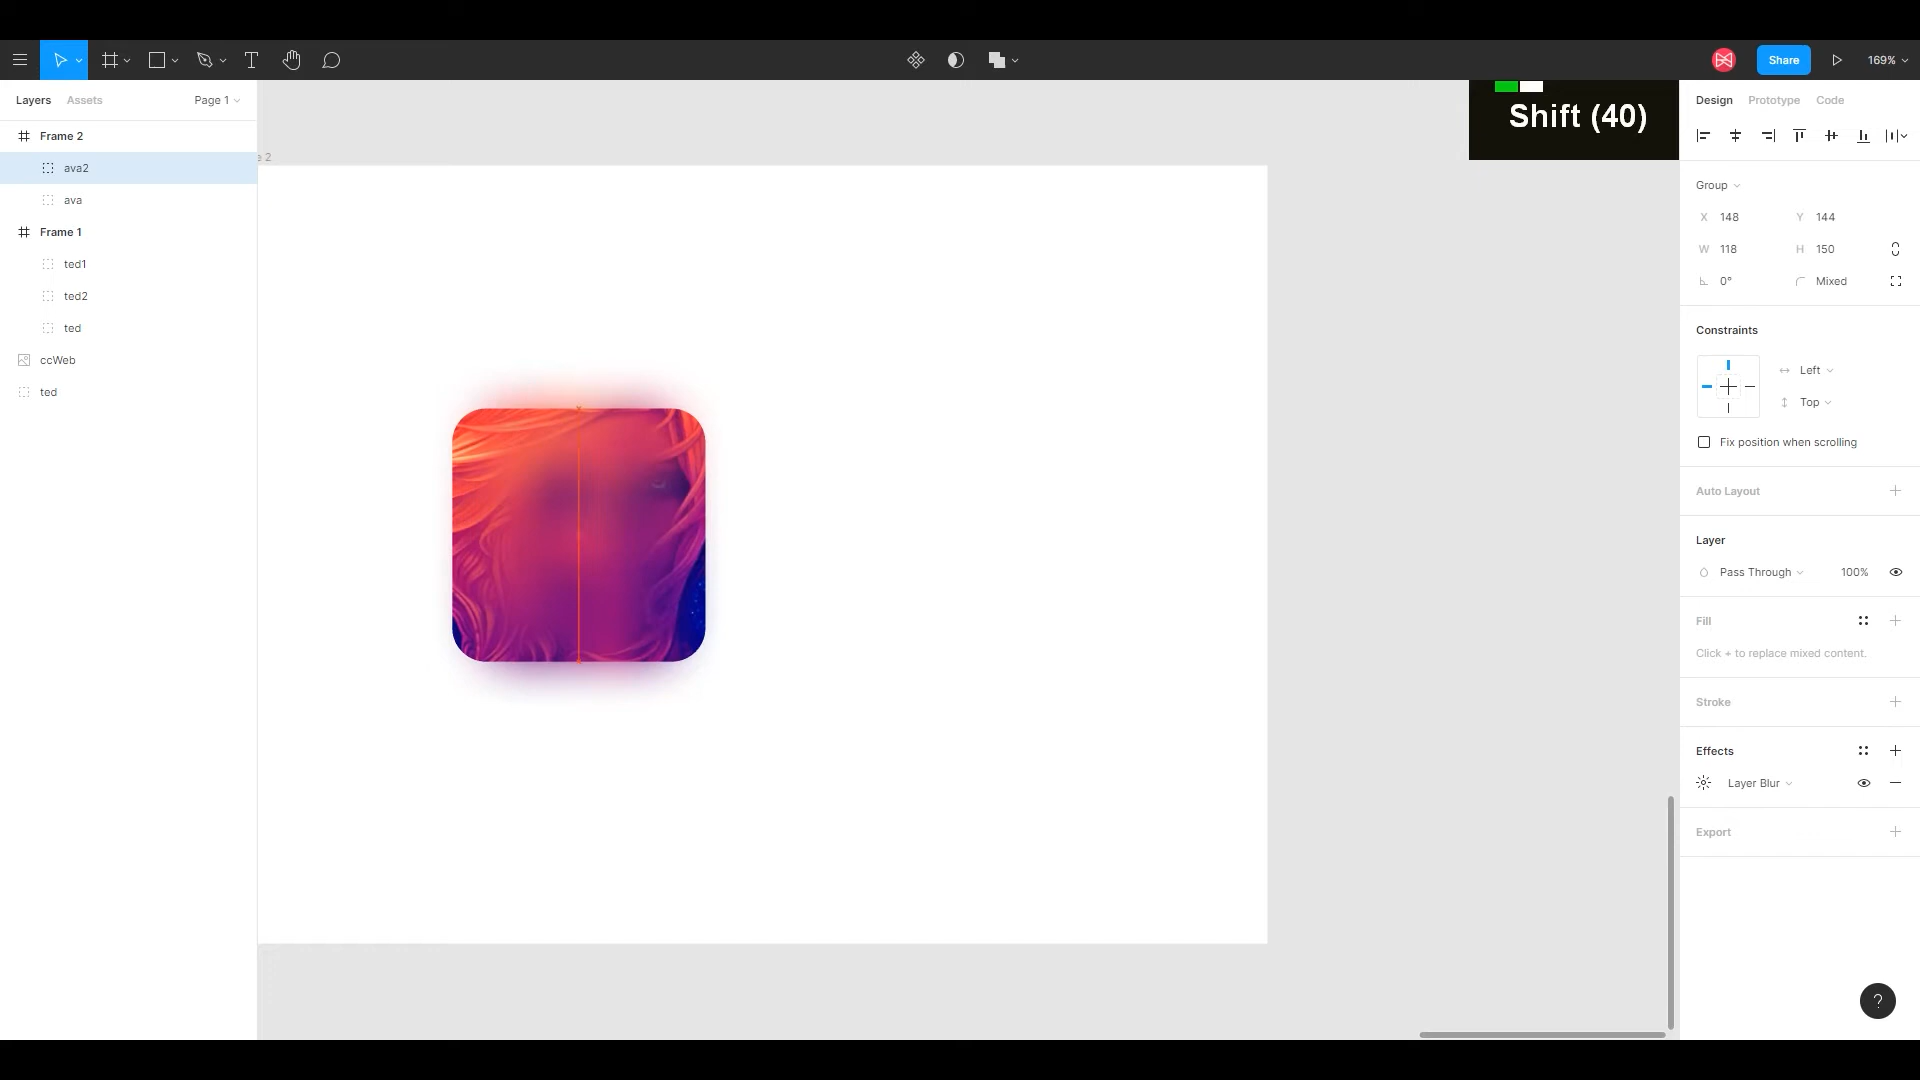 Share
169%
Layers
Assets
Page 1
Shift (40)
Design
Prototype
Code
Frame 2
ava2
ava
Frame 1
ted1
ted2
ted
ccWeb
ted
e 2
Group
X 148
Y 144
W 118
H 150
0°
Mixed
Constraints
Left
Top
Fix position when scrolling
Auto Layout
Layer
Pass Through
100%
Fill
Click + to replace mixed content.
Stroke
Effects
Layer Blur
Export
?